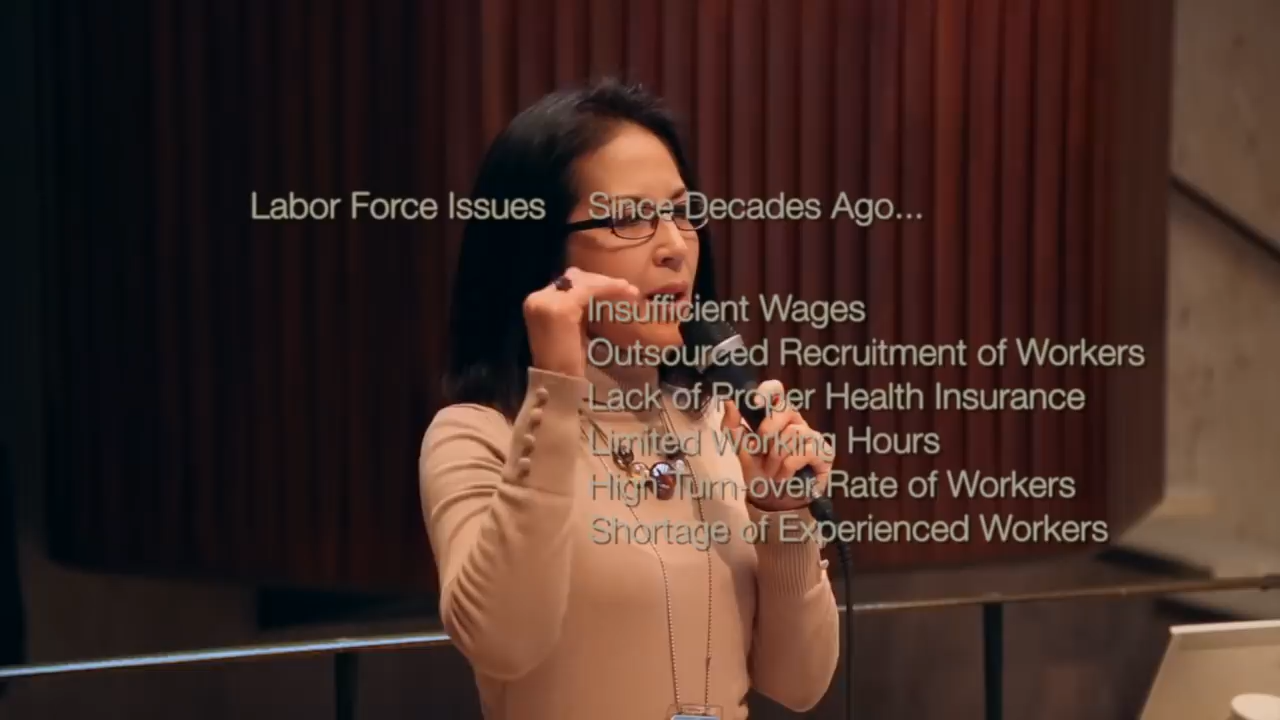 Labor Force Issues Since Decades Ago...
Insufficient Wages
Outsourced Recruitment of Workers
Lack of Proper Health Insurance
Limited Working Hours
High Turn-over Rate of Workers
Shortage of Experienced Workers